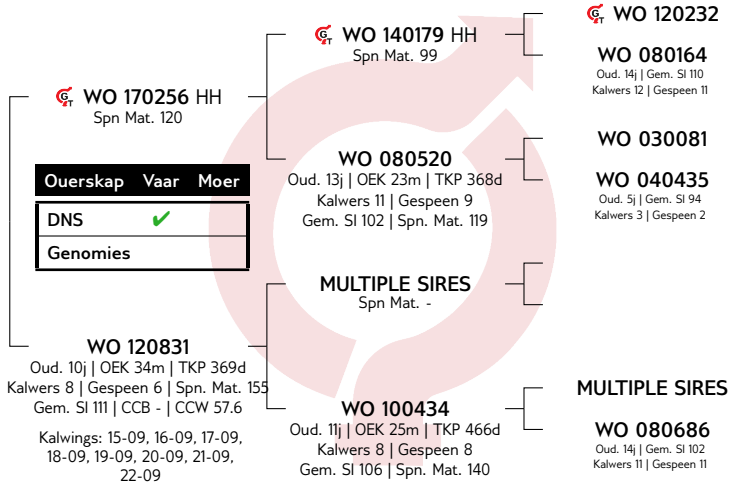 WO 170256 HH
Spn Mat. 120
Ouerskap Vaar Moer
DNS ✔
Genomies
WO 120831
Oud. 10j | OEK 34m | TKP 369d
Kalwers 8 | Gespeen 6 | Spn. Mat. 155
Gem. SI 111 | CCB - | CCW 57.6
Kalwings: 15-09, 16-09, 17-09,
18-09, 19-09, 20-09, 21-09,
22-09
GT WO 140179 HH
Spn Mat. 99
WO 080520
Oud. 13j | OEK 23m | TKP 368d
Kalwers 11 | Gespeen 9
Gem. SI 102 | Spn. Mat. 119
MULTIPLE SIRES
Spn Mat. -
WO 100434
Oud. 11j | OEK 25m | TKP 466d
Kalwers 8 | Gespeen 8
Gem. SI 106 | Spn. Mat. 140
GT WO 120232
WO 080164
Oud. 14j | Gem. SI 110
Kalwers 12 | Gespeen 11
WO 030081
WO 040435
Oud. 5j | Gem. SI 94
Kalwers 3 | Gespeen 2
MULTIPLE SIRES
WO 080686
Oud. 14j | Gem. SI 102
Kalwers 11 | Gespeen 11